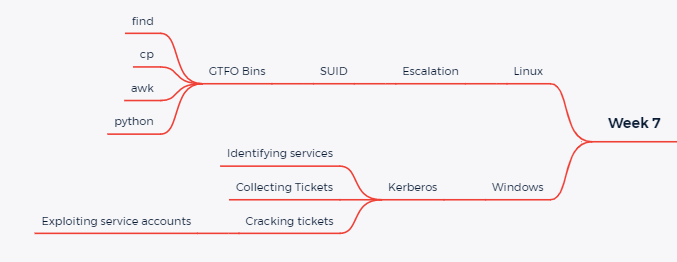 find
cp
awk
python
GTFO Bins
SUID
Escalation
Linux
Week 7
Identifying services
Collecting Tickets
Cracking tickets
Exploiting service accounts
Kerberos
Windows